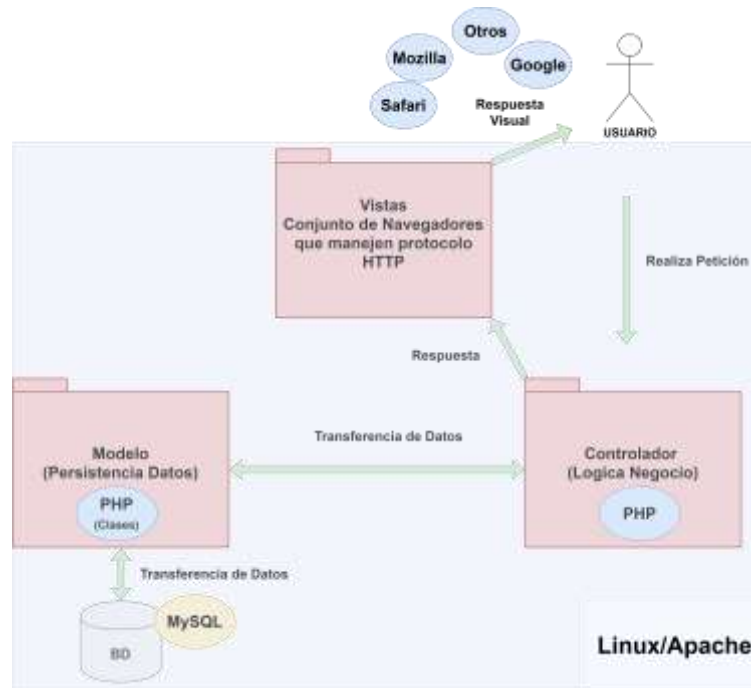 Otros
Mozilla
Google
Safari
Respuesta
Visual
USUARIO
Vistas
Conjunto de Navegadores
que manejen protocolo
HTTP
Realiza Petición
Respuesta
Transferencia de Datos
Modelo
(Persistencia Datos)
PHP
(Clases)
Controlador
(Logica Negocio)
PHP
Transferencia de Datos
MySQL
BD
Linux/Apache